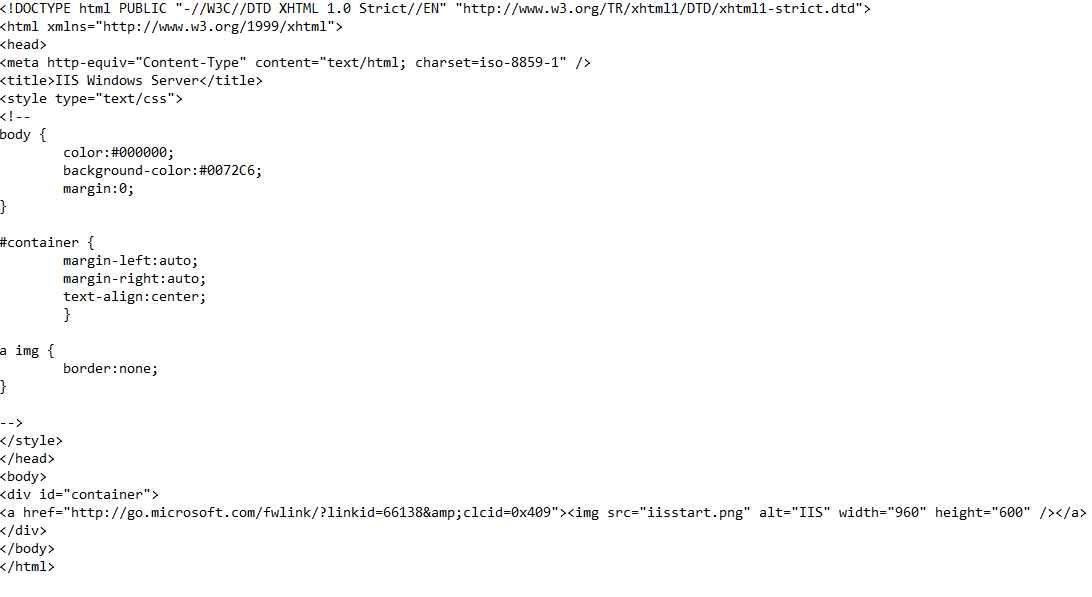 <!DOCTYPE html PUBLIC "-//W3C//DTD XHTML 1.0 Strict//EN" "http://www.w3.org/TR/xhtml1/DTD/xhtml1-strict.dtd">
<html xmlns="http://www.w3.org/1999/xhtml">
<head>
<meta http-equiv="Content-Type" content="text/html; charset=iso-8859-1" />
<title>IIS Windows Server</title>
<style type="text/css">
<!--
body {
	color:#000000;
	background-color:#0072C6;
	margin:0;
}

#container {
	margin-left:auto;
	margin-right:auto;
	text-align:center;
	}

a img {
	border:none;
}

-->
</style>
</head>
<body>
<div id="container">
<a href="http://go.microsoft.com/fwlink/?linkid=66138&amp;clcid=0x409"><img src="iisstart.png" alt="IIS" width="960" height="600" /></a>
</div>
</body>
</html>